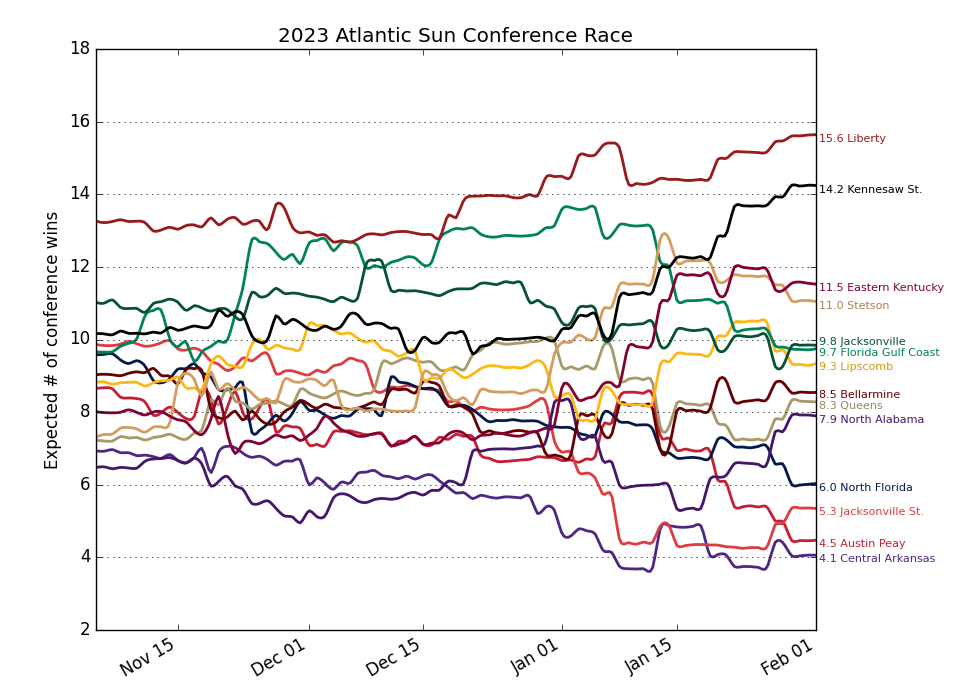 2023 Atlantic Sun Conference Race
Expected # of conference wins
18
16
14
12
10
8
6
4
2
15.6 Liberty
14.2 Kennesaw St.
11.5 Eastern Kentucky
11.0 Stetson
9.8 Jacksonville
9.7 Florida Gulf Coast
9.3 Lipscomb
8.5 Bellarmine
8.3 Queens
7.9 North Alabama
6.0 North Florida
5.3 Jacksonville St.
4.5 Austin Peay
4.1 Central Arkansas
Nov 15
Dec 01
Dec 15
Jan 01
Jan 15
Feb 01